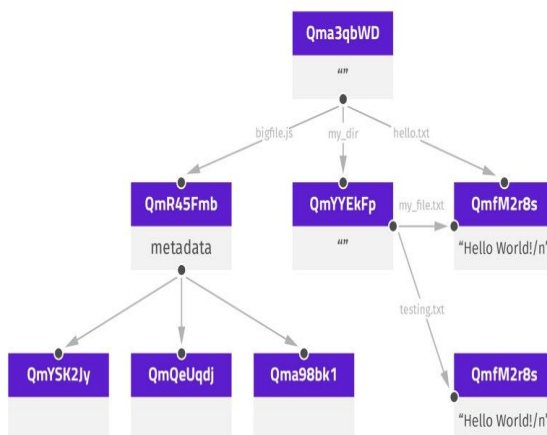 Qma3qbWD
“”
bigfile.js
my_dir
hello.txt
QmR45Fmb
metadata
QmYYEkFp
“”
my_file.txt
QmfM2r8s
“Hello World!/n”
testing.txt
QmYSK2Jy
QmQeUqdj
Qma98bk1
QmfM2r8s
“Hello World!/n”